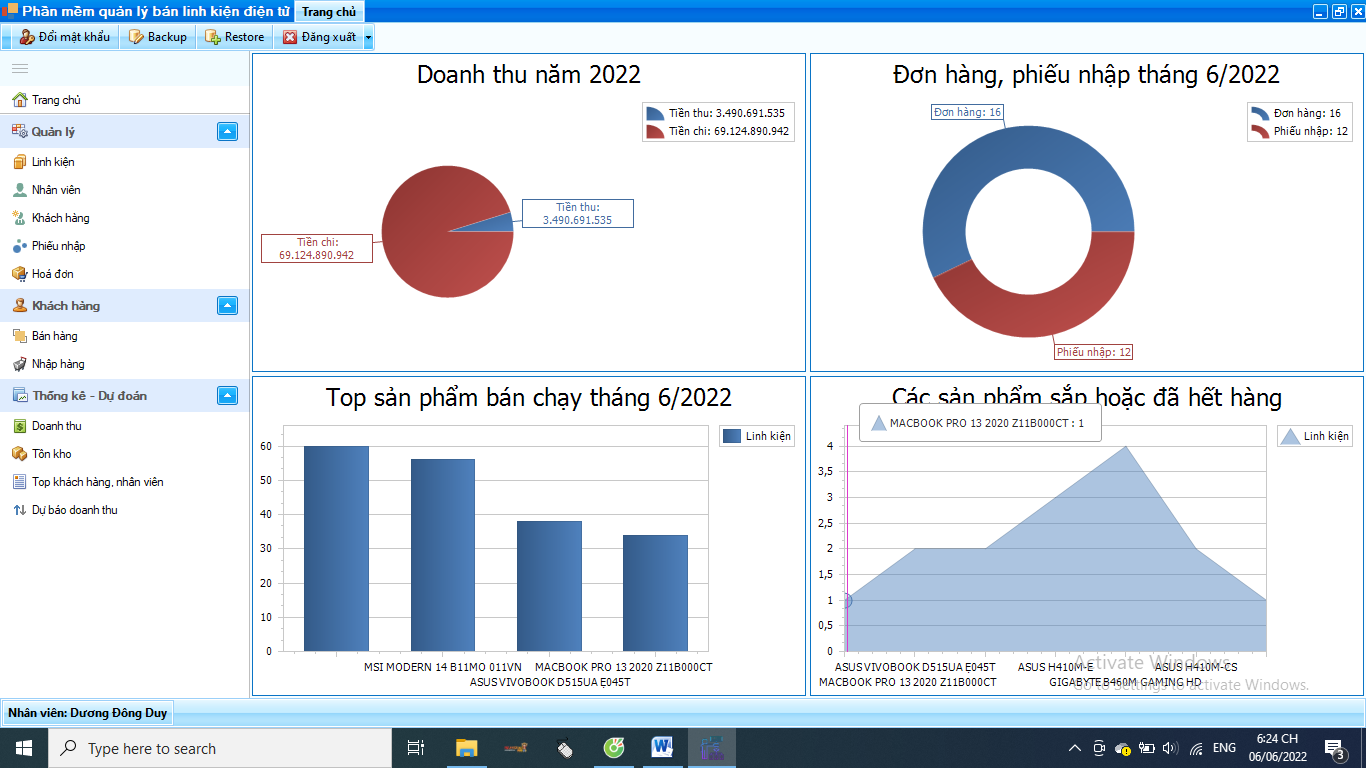 Phần mềm quản lý bán linh kiện điện tử
Trang chủ
Đổi mật khẩu
Backup
Restore
Đăng xuất
Trang chủ
Quản lý
Linh kiện
Nhân viên
Khách hàng
Phiếu nhập
Hoá đơn
Khách hàng
Bán hàng
Nhập hàng
Thống kê - Dự đoán
Doanh thu
Tồn kho
Top khách hàng, nhân viên
Dự báo doanh thu
Doanh thu năm 2022
Tiền thu: 3.490.691.535
Tiền chi: 69.124.890.942
Tiền thu:
3.490.691.535
Tiền chi:
69.124.890.942
Đơn hàng, phiếu nhập tháng 6/2022
Đơn hàng: 16
Phiếu nhập: 12
Đơn hàng: 16
Phiếu nhập: 12
Top sản phẩm bán chạy tháng 6/2022
Linh kiện
60
50
40
30
20
10
0
MSI MODERN 14 B11MO 011VN
MACBOOK PRO 13 2020 Z11B000CT
ASUS VIVOBOOK D515UA EJ045T
Các sản phẩm sắp hoặc đã hết hàng
MACBOOK PRO 13 2020 Z11B000CT : 1
Linh kiện
4
3,5
3
2,5
2
1,5
1
0,5
0
ASUS VIVOBOOK D515UA EJ045T
ASUS H410M-E
ASUS H410M-CS
MACBOOK PRO 13 2020 Z11B000CT
GIGABYTE B460M GAMING HD
Activate Windows
Go to Settings to activate Windows.
Nhân viên: Dương Đông Duy
Type here to search
ENG
6:24 CH
06/06/2022
3